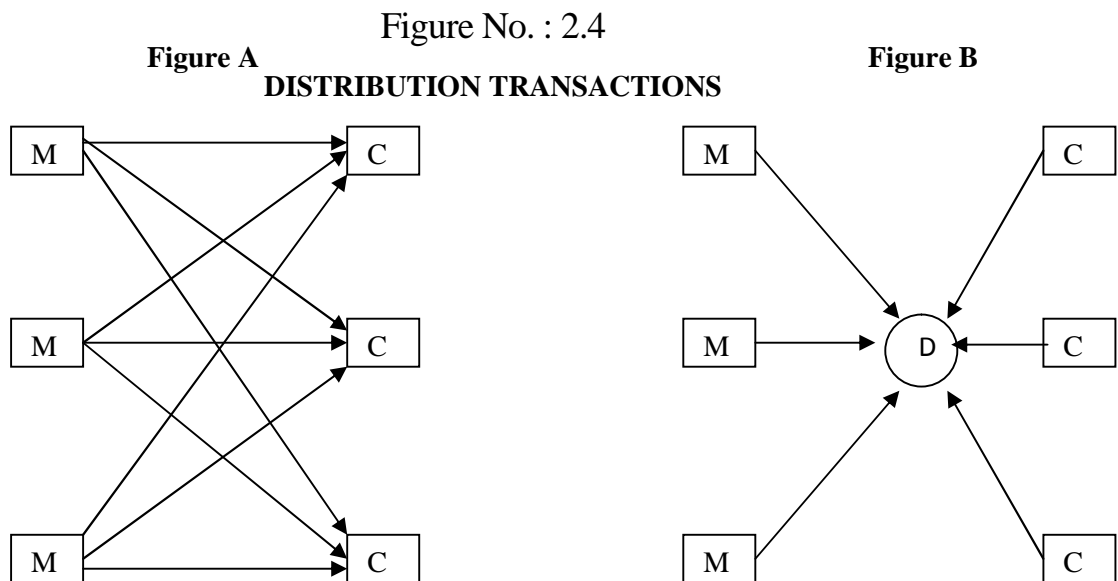 Figure No. : 2.4
Figure A
Figure B
DISTRIBUTION TRANSACTIONS
M C M C
M C M D C
M C M C